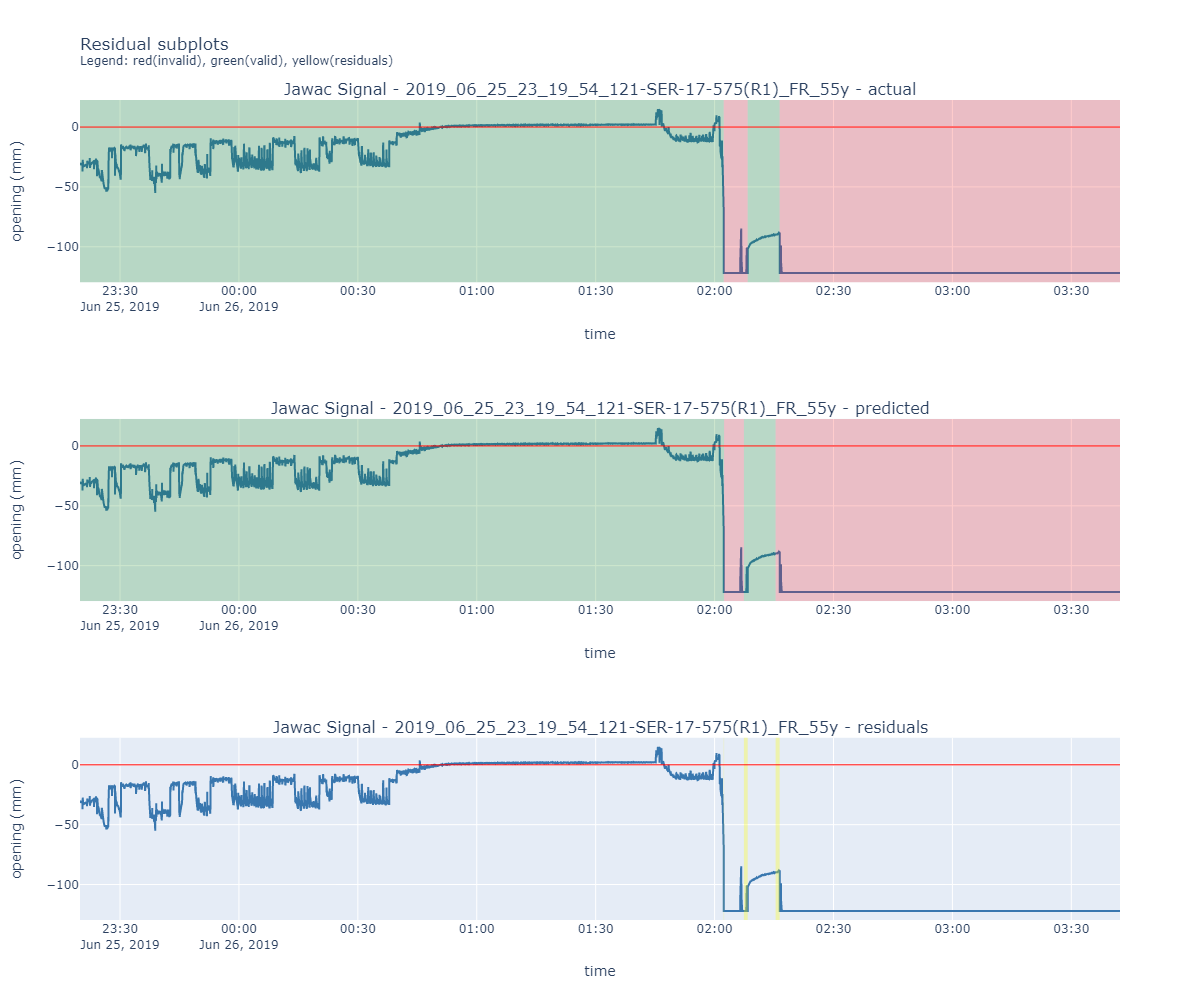 Residual subplots
Legend: red(invalid), green(valid), yellow(residuals)
Jawac Signal - 2019_06_25_23_19_54_121-SER-17-575(R1)_FR_55y - actual
opening (mm)
0
−50
−100
23:30 00:00 00:30 01:00 01:30 02:00 02:30 03:00 03:30
Jun 25, 2019 Jun 26, 2019
time
Jawac Signal - 2019_06_25_23_19_54_121-SER-17-575(R1)_FR_55y - predicted
opening (mm)
0
−50
−100
23:30 00:00 00:30 01:00 01:30 02:00 02:30 03:00 03:30
Jun 25, 2019 Jun 26, 2019
time
Jawac Signal - 2019_06_25_23_19_54_121-SER-17-575(R1)_FR_55y - residuals
opening (mm)
0
−50
−100
23:30 00:00 00:30 01:00 01:30 02:00 02:30 03:00 03:30
Jun 25, 2019 Jun 26, 2019
time